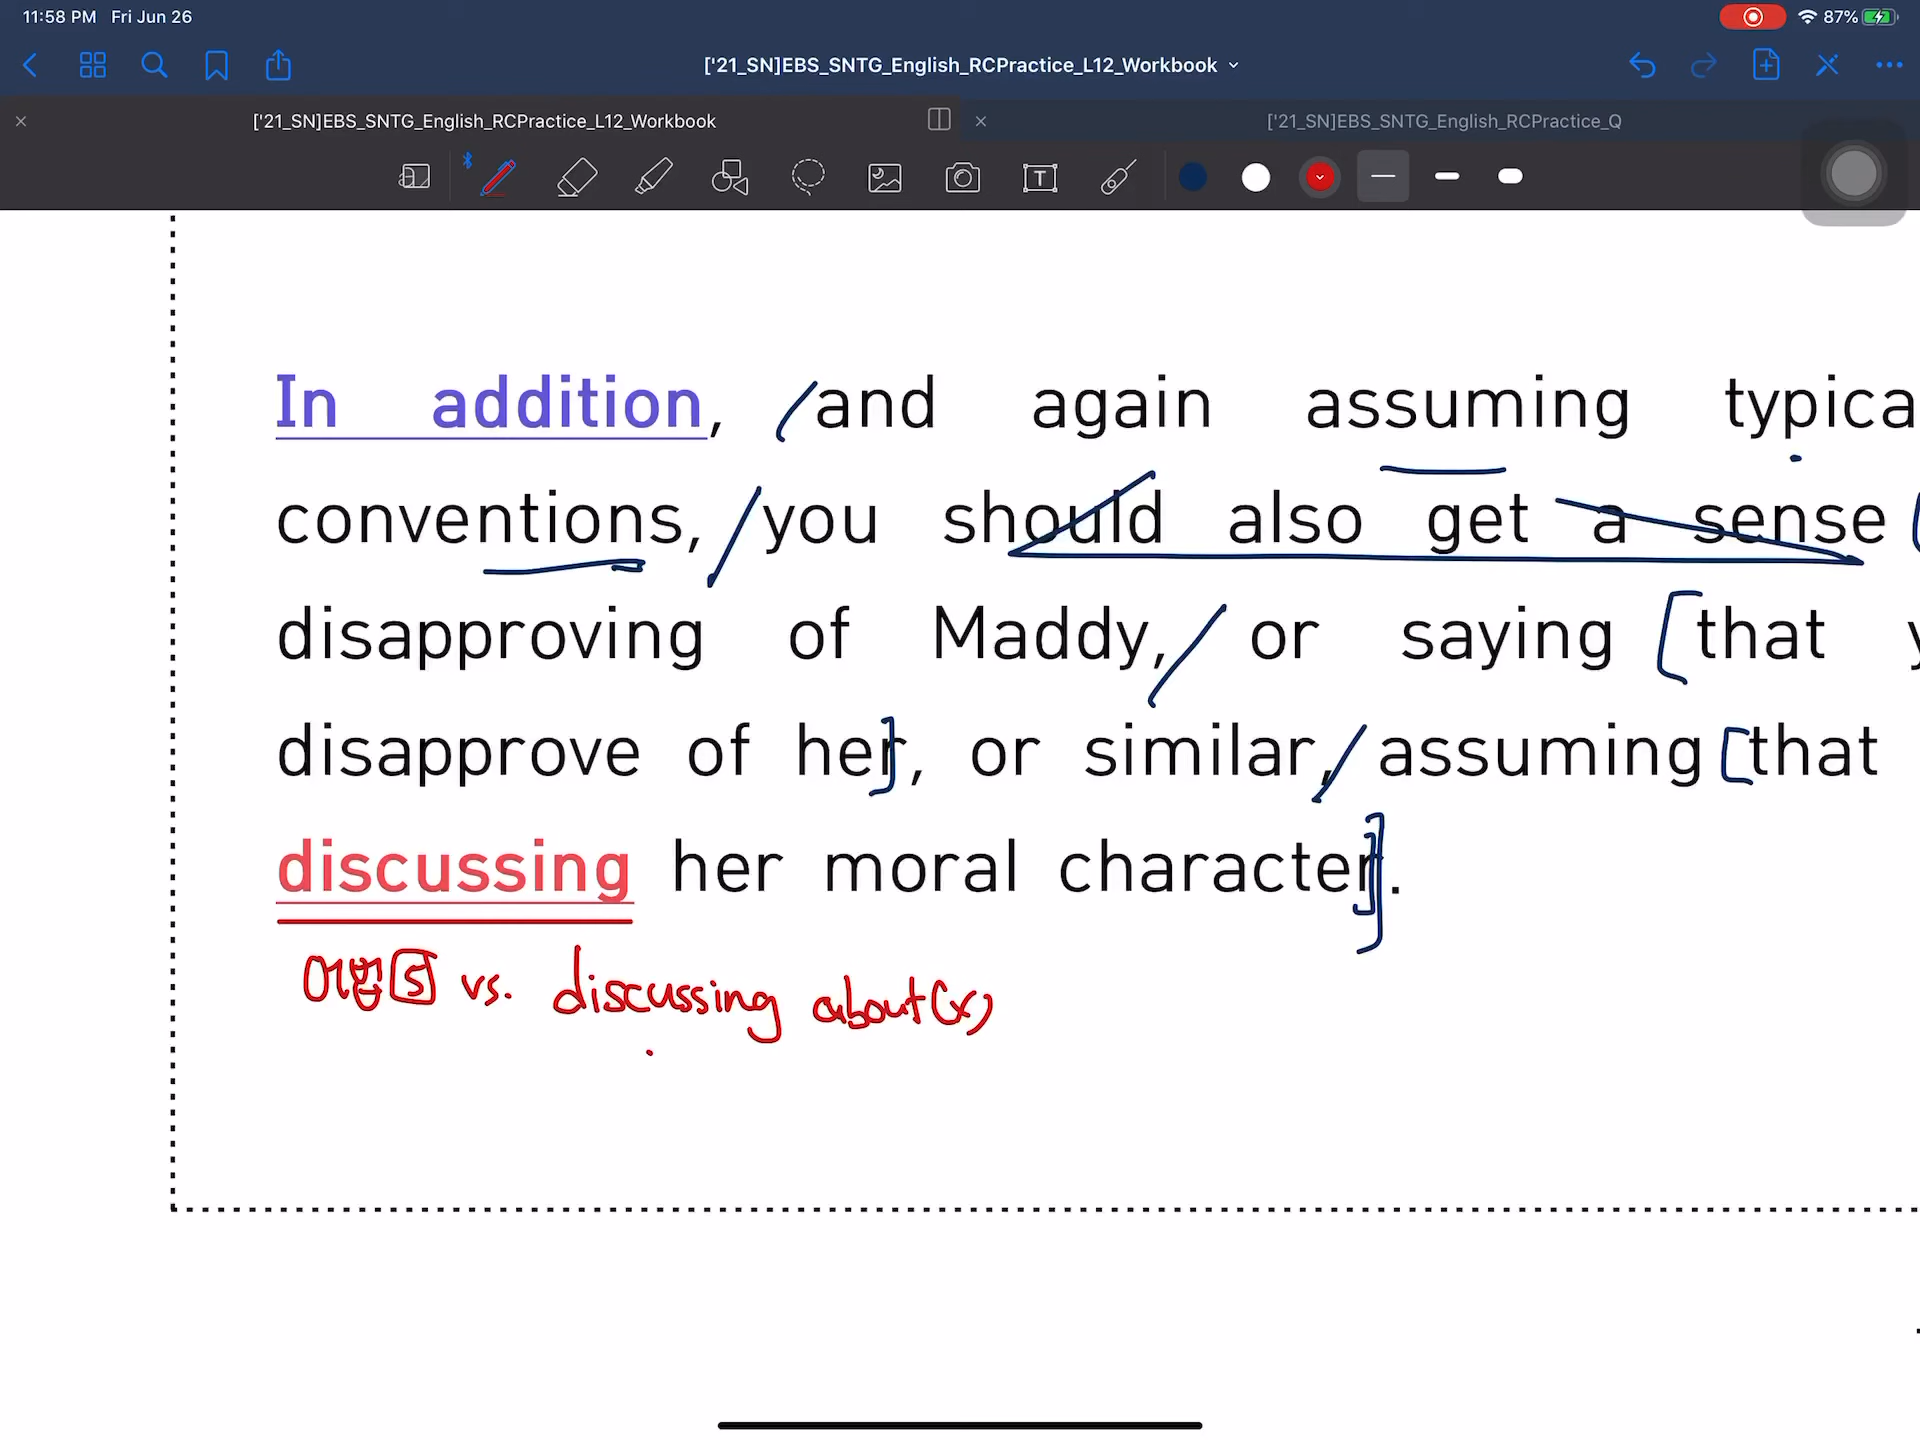 11:58 PM Fri Jun 26
87%
['21_SN]EBS_SNTG_English_RCPractice_L12_Workbook
['21_SN]EBS_SNTG_English_RCPractice_L12_Workbook
['21_SN]EBS_SNTG_English_RCPractice_Q
In addition, and again assuming typica
conventions, you should also get a sense
disapproving of Maddy, or saying [that y
disapprove of her], or similar, assuming [that
discussing her moral character]].
어법 5 vs. discussing about(x)